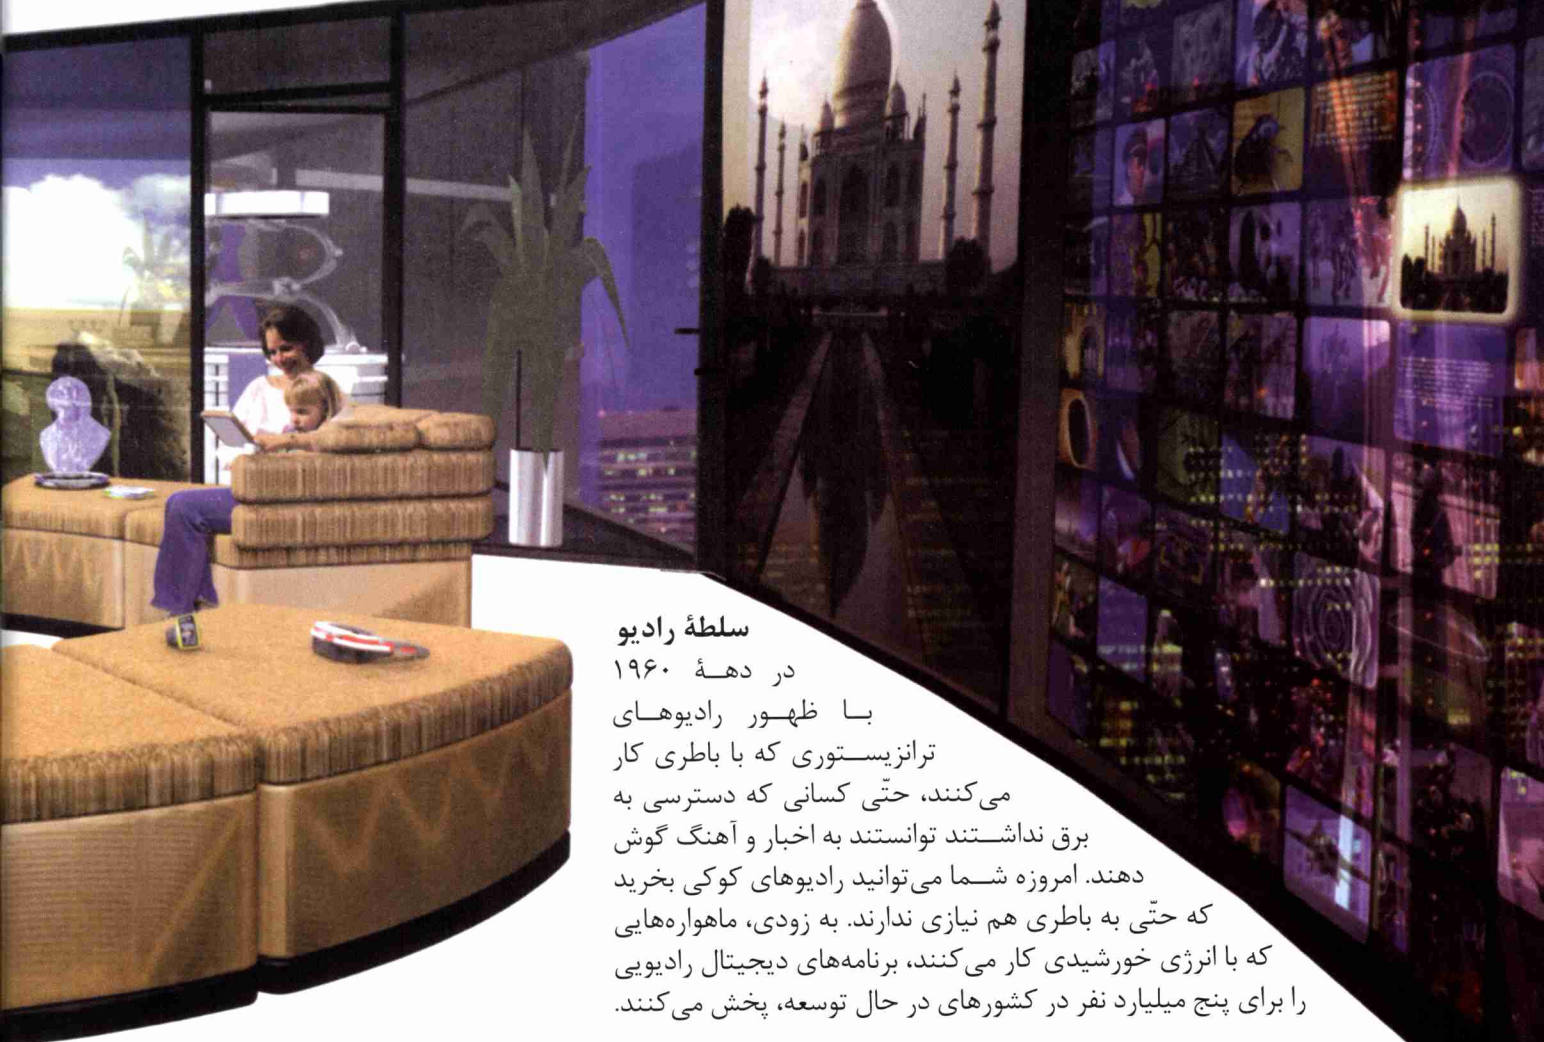 سلطهٔ رادیو
در دههٔ ۱۹۶۰
با ظهور رادیوهای
ترانزیستوری که با باطری کار
می‌کنند، حتّی کسانی که دسترسی به
برق نداشتند توانستند به اخبار و آهنگ گوش
دهند. امروزه شما می‌توانید رادیوهای کوکی بخرید
که حتّی به باطری هم نیازی ندارند. به زودی، ماهواره‌هایی
که با انرژی خورشیدی کار می‌کنند، برنامه‌های دیجیتال رادیویی
را برای پنج میلیارد نفر در کشورهای در حال توسعه، پخش می‌کنند.